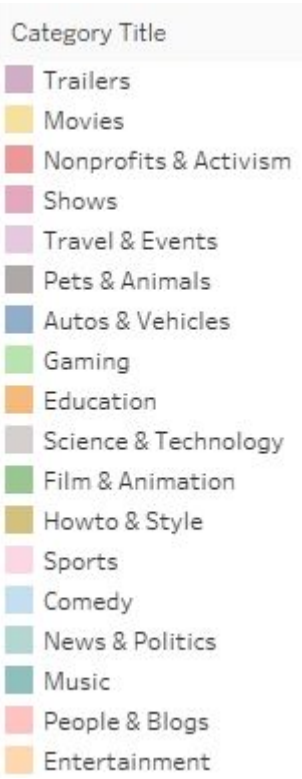 Category Title
Trailers
Movies
Nonprofits & Activism
Shows
Travel & Events
Pets & Animals
Autos & Vehicles
Gaming
Education
Science & Technology
Film & Animation
Howto & Style
Sports
Comedy
News & Politics
Music
People & Blogs
Entertainment